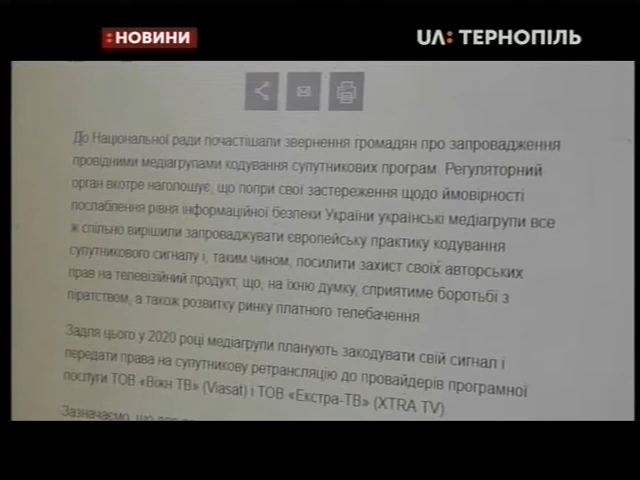 :НОВИНИ
UA: ТЕРНОПІЛЬ
До Національної ради почастішали звернення громадян про запровадження
провідними медіагрупами кодування супутникових програм. Регуляторний
орган вкотре наголошує, що попри свої застереження щодо ймовірності
послаблення рівня інформаційної безпеки України українські медіагрупи все
ж спільно вирішили запроваджувати європейську практику кодування
супутникового сигналу і, таким чином, посилити захист своїх авторських
прав на телевізійний продукт, що, на їхню думку, сприятиме боротьбі з
піратством, а також розвитку ринку платного телебачення.
Задля цього у 2020 році медіагрупи планують закодувати свій сигнал і
передати права на супутникову ретрансляцію до провайдерів програмної
послуги ТОВ «Віжн ТВ» (Viasat) і ТОВ «Екстра-ТВ» (XTRA TV).
Зазначаємо, що для